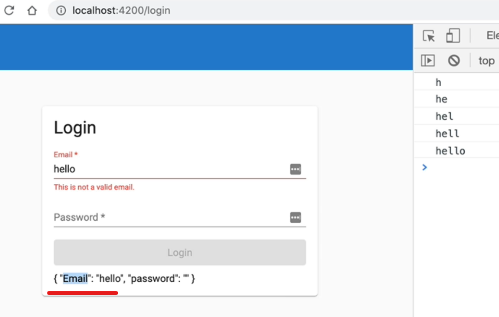 localhost:4200/login
Ele
top
h
he
hel
hell
hello
Login
Email *
hello
This is not a valid email.
Password *
Login
{ "Email": "hello", "password": "" }